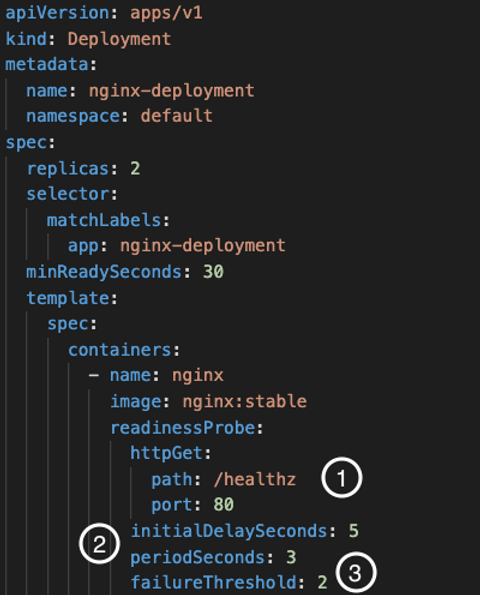 apiVersion: apps/v1
kind: Deployment
metadata:
  name: nginx-deployment
  namespace: default
spec:
  replicas: 2
  selector:
    matchLabels:
      app: nginx-deployment
  minReadySeconds: 30
  template:
    spec:
      containers:
        - name: nginx
          image: nginx:stable
          readinessProbe:
            httpGet:
              path: /healthz 1
              port: 80
            2 initialDelaySeconds: 5
            periodSeconds: 3
            failureThreshold: 2 3